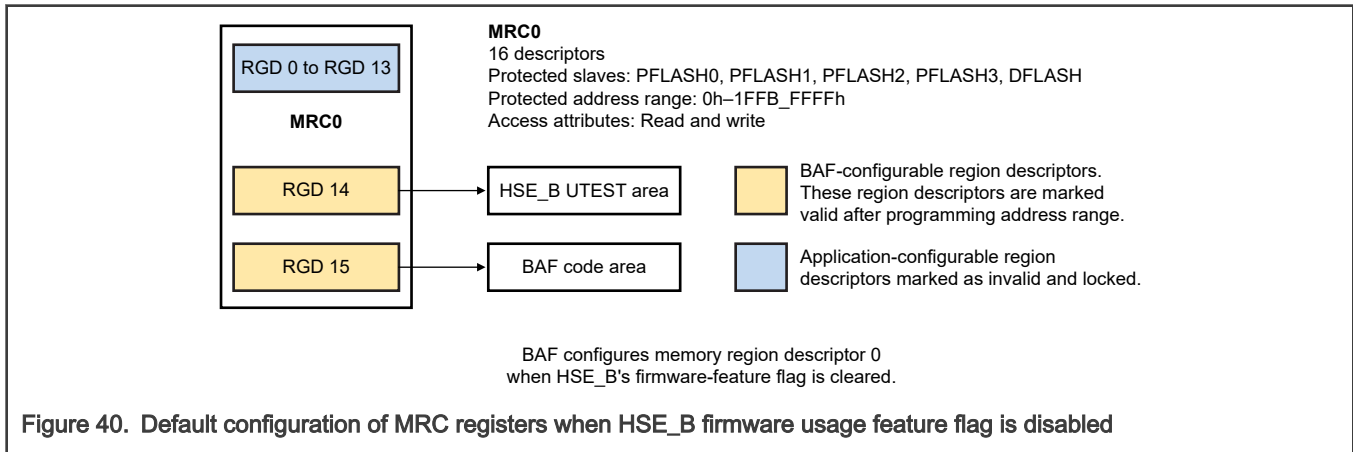 RGD 0 to RGD 13
MRC0
RGD 14
RGD 15
HSE_B UTEST area
BAF code area
MRC0
16 descriptors
Protected slaves: PFLASH0, PFLASH1, PFLASH2, PFLASH3, DFLASH
Protected address range: 0h–1FFB_FFFFh
Access attributes: Read and write
BAF-configurable region descriptors.
These region descriptors are marked
valid after programming address range.
Application-configurable region
descriptors marked as invalid and locked.
BAF configures memory region descriptor 0
when HSE_B's firmware-feature flag is cleared.
Figure 40. Default configuration of MRC registers when HSE_B firmware usage feature flag is disabled